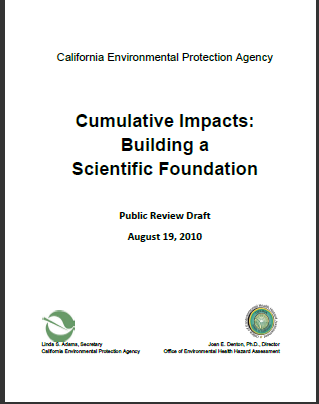 California Environmental Protection Agency
Cumulative Impacts:
Building a
Scientific Foundation
Public Review Draft
August 19, 2010
Linda S. Adams, Secretary
California Environmental Protection Agency
Joan E. Denton, Ph.D., Director
Office of Environmental Health Hazard Assessment